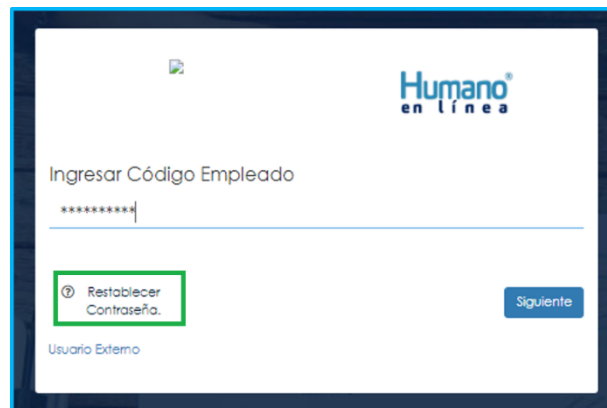 Humano®
en línea
Ingresar Código Empleado
**********
Restablecer
Contraseña.
Siguiente
Usuario Externo